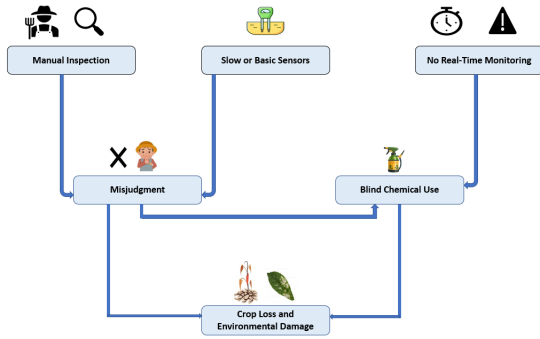 Manual Inspection
Slow or Basic Sensors
No Real-Time Monitoring
Misjudgment
Blind Chemical Use
Crop Loss and
Environmental Damage